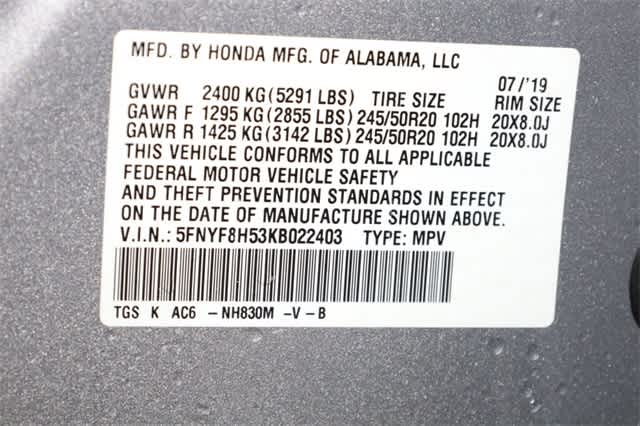 MFD. BY HONDA MFG. OF ALABAMA, LLC
07/'19
GVWR 2400 KG(5291 LBS) TIRE SIZE RIM SIZE
GAWR F 1295 KG(2855 LBS)245/50R20 102H 20X8.0J
GAWR R 1425 KG(3142 LBS)245/50R20 102H 20X8.0J
THIS VEHICLE CONFORMS TO ALL APPLICABLE
FEDERAL MOTOR VEHICLE SAFETY
AND THEFT PREVENTION STANDARDS IN EFFECT
ON THE DATE OF MANUFACTURE SHOWN ABOVE.
V.I.N.: 5FNYF8H53KB022403 TYPE: MPV
TGS K AC6 -NH830M -V-B